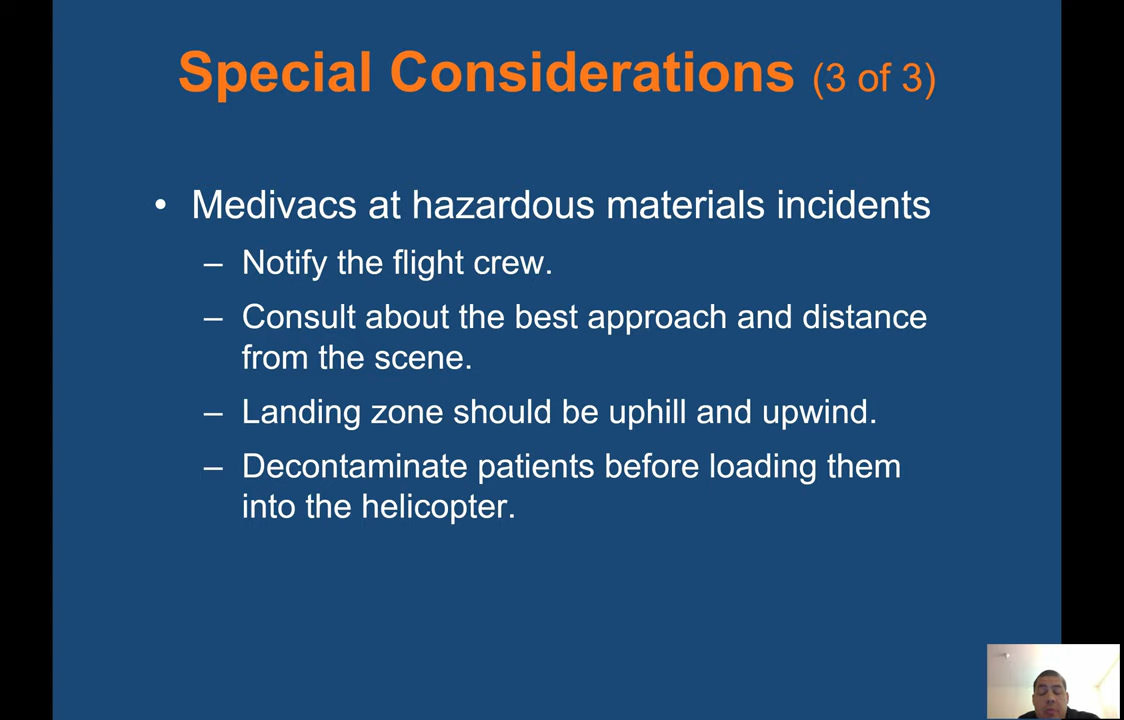 Special Considerations (3 of 3)
• Medivacs at hazardous materials incidents
– Notify the flight crew.
– Consult about the best approach and distance
from the scene.
– Landing zone should be uphill and upwind.
– Decontaminate patients before loading them
into the helicopter.